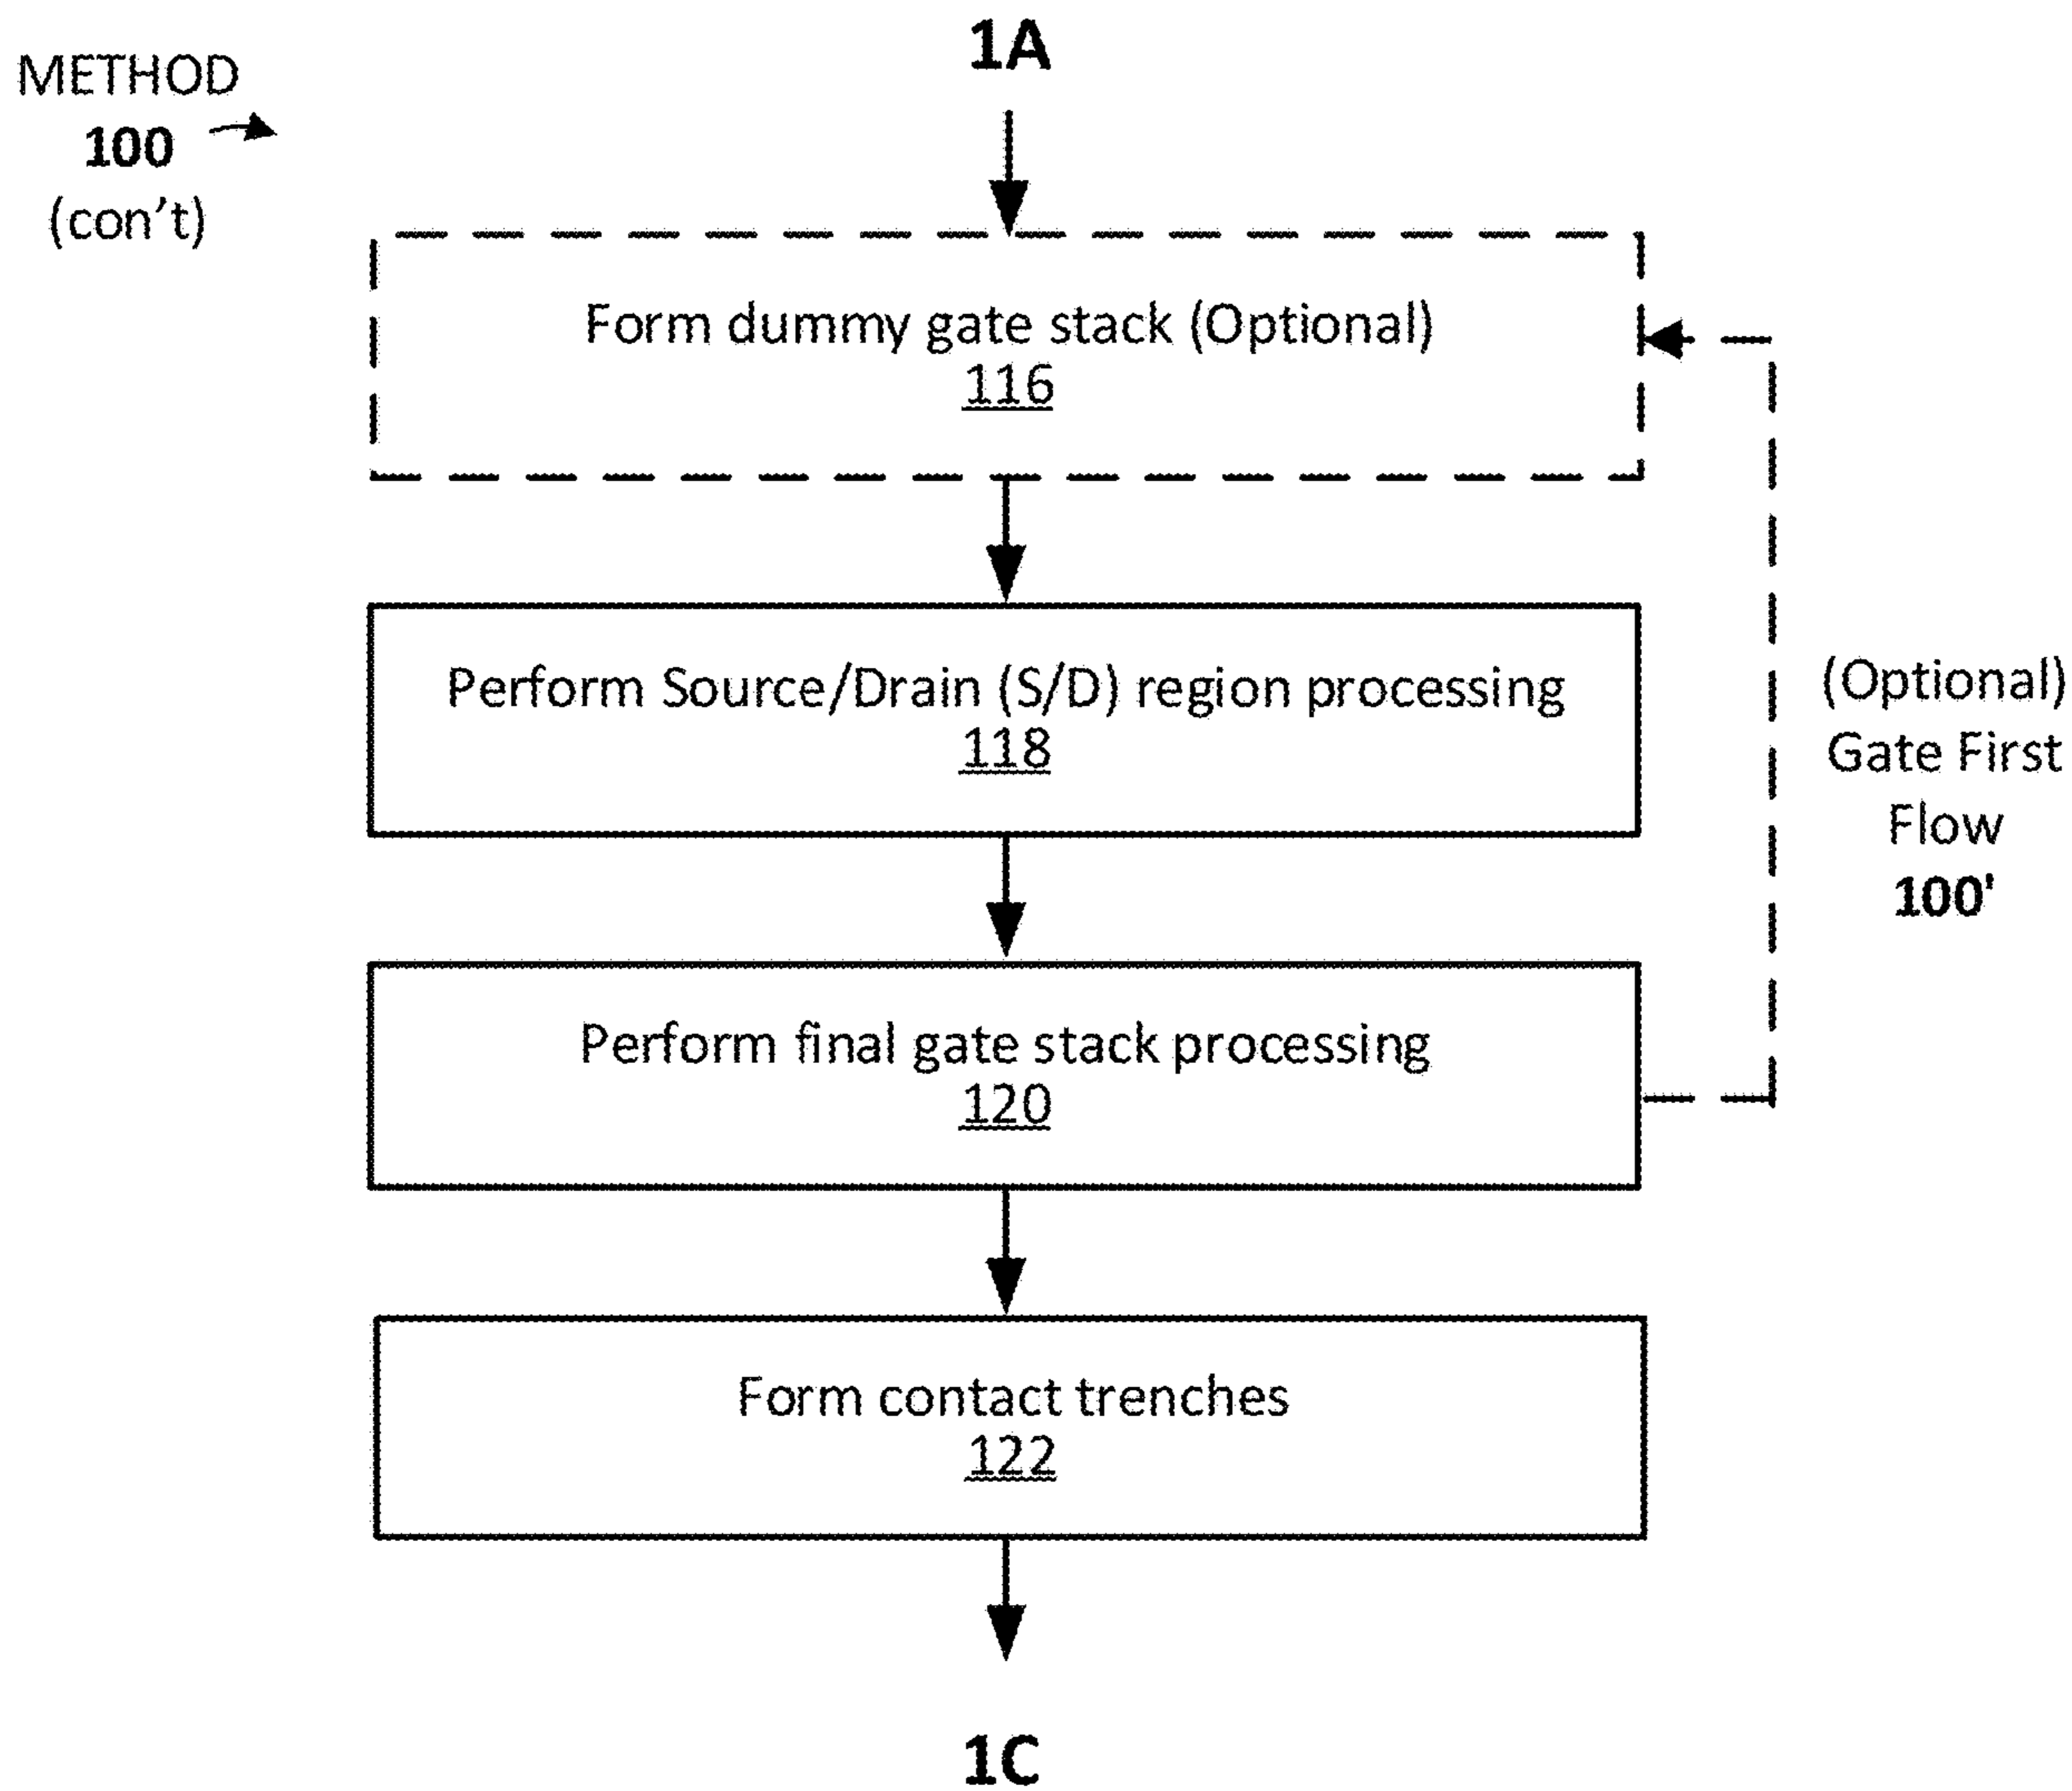 1A
METHOD
100
(con't)
Form dummy gate stack (Optional)
116
Perform Source/Drain (S/D) region processing
118
(Optional)
Gate First
Flow
100'
Perform final gate stack processing
120
Form contact trenches
122
1C